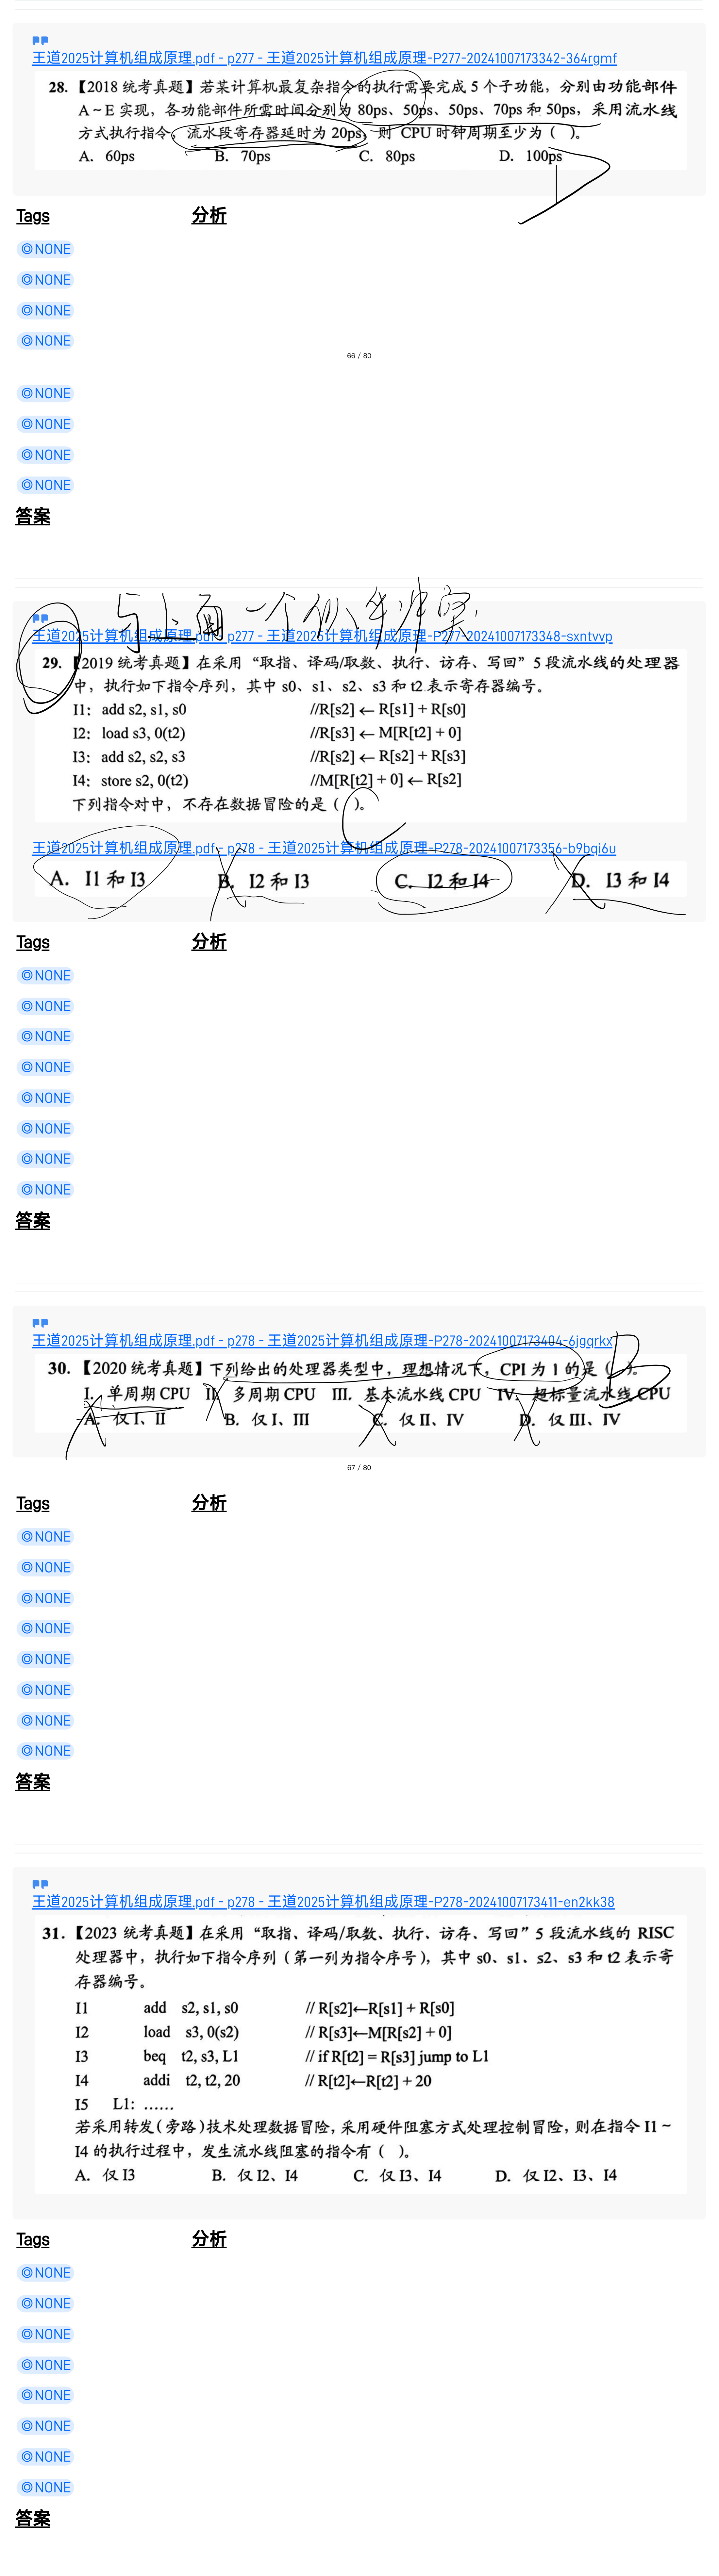 王道2025计算机组成原理.pdf - p277 - 王道2025计算机组成原理-P277-20241007173342-364rgmf
28. 【2018 统考真题】若某计算机最复杂指令的执行需要完成 5 个子功能，分别由功能部件
A～E 实现，各功能部件所需时间分别为 80ps、50ps、50ps、70ps 和 50ps，采用流水线
方式执行指令，流水段寄存器延时为 20ps，则 CPU 时钟周期至少为（ ）。
A. 60ps B. 70ps C. 80ps D. 100ps
D
Tags 分析
◎NONE
◎NONE
◎NONE
◎NONE
66 / 80
◎NONE
◎NONE
◎NONE
◎NONE
答案
与上面一个
王道2025计算机组成原理.pdf - p277 - 王道2025计算机组成原理-P277-20241007173348-sxntvvp
29. 【2019 统考真题】在采用“取指、译码/取数、执行、访存、写回”5 段流水线的处理器
中，执行如下指令序列，其中 s0、s1、s2、s3 和 t2 表示寄存器编号。
I1: add s2, s1, s0 //R[s2] ← R[s1] + R[s0]
I2: load s3, 0(t2) //R[s3] ← M[R[t2] + 0]
I3: add s2, s2, s3 //R[s2] ← R[s2] + R[s3]
I4: store s2, 0(t2) //M[R[t2] + 0] ← R[s2]
下列指令对中，不存在数据冒险的是（ ）。
C
王道2025计算机组成原理.pdf - p278 - 王道2025计算机组成原理-P278-20241007173356-b9bqi6u
A. I1 和 I3 B. I2 和 I3 C. I2 和 I4 D. I3 和 I4
Tags 分析
◎NONE
◎NONE
◎NONE
◎NONE
◎NONE
◎NONE
◎NONE
◎NONE
答案
王道2025计算机组成原理.pdf - p278 - 王道2025计算机组成原理-P278-20241007173404-6jgqrkx
30. 【2020 统考真题】下列给出的处理器类型中，理想情况下，CPI 为 1 的是（ ）。
B
I. 单周期 CPU II. 多周期 CPU III. 基本流水线 CPU IV. 超标量流水线 CPU
A. 仅 I、II B. 仅 I、III C. 仅 II、IV D. 仅 III、IV
67 / 80
Tags 分析
◎NONE
◎NONE
◎NONE
◎NONE
◎NONE
◎NONE
◎NONE
◎NONE
答案
王道2025计算机组成原理.pdf - p278 - 王道2025计算机组成原理-P278-20241007173411-en2kk38
31. 【2023 统考真题】在采用“取指、译码/取数、执行、访存、写回”5 段流水线的 RISC
处理器中，执行如下指令序列（第一列为指令序号），其中 s0、s1、s2、s3 和 t2 表示寄
存器编号。
I1 add s2, s1, s0 // R[s2]←R[s1] + R[s0]
I2 load s3, 0(s2) // R[s3]←M[R[s2] + 0]
I3 beq t2, s3, L1 // if R[t2] = R[s3] jump to L1
I4 addi t2, t2, 20 // R[t2]←R[t2] + 20
I5 L1: ……
若采用转发（旁路）技术处理数据冒险，采用硬件阻塞方式处理控制冒险，则在指令 I1～
I4 的执行过程中，发生流水线阻塞的指令有（ ）。
A. 仅 I3 B. 仅 I2、I4 C. 仅 I3、I4 D. 仅 I2、I3、I4
Tags 分析
◎NONE
◎NONE
◎NONE
◎NONE
◎NONE
◎NONE
◎NONE
◎NONE
答案